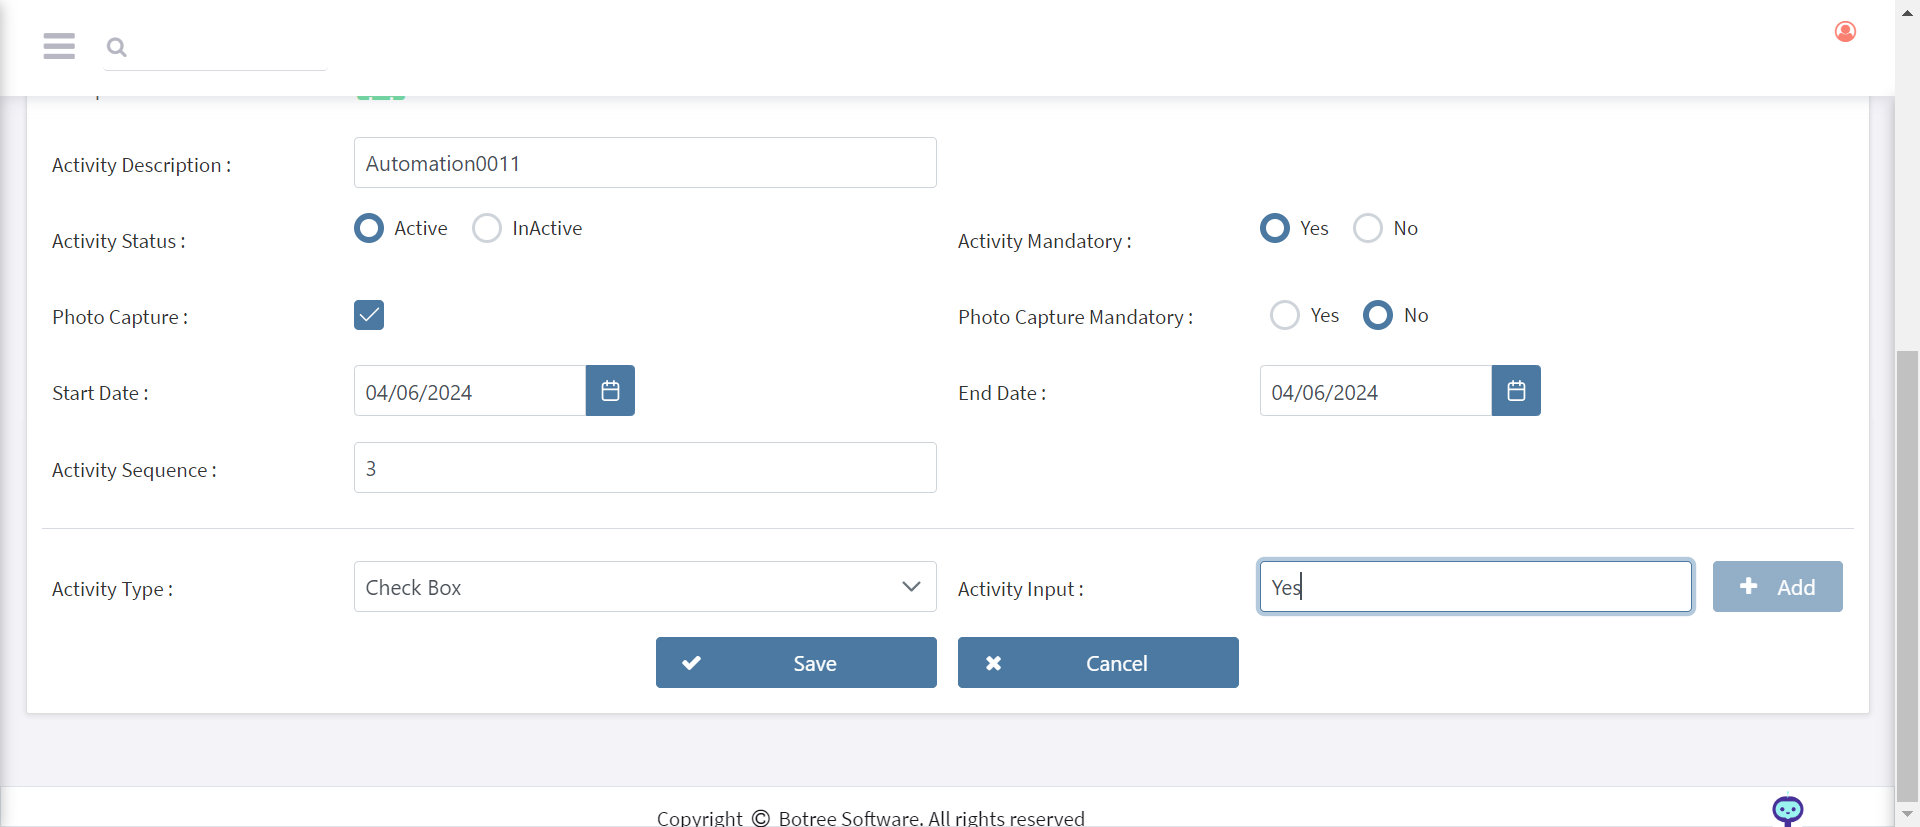 Activity Description : Automation0011
Activity Status : Active InActive Activity Mandatory : Yes No
Photo Capture : Photo Capture Mandatory : Yes No
Start Date : 04/06/2024 End Date : 04/06/2024
Activity Sequence : 3
Activity Type : Check Box Activity Input : Yes Add
Save Cancel
Copyright © Botree Software. All rights reserved